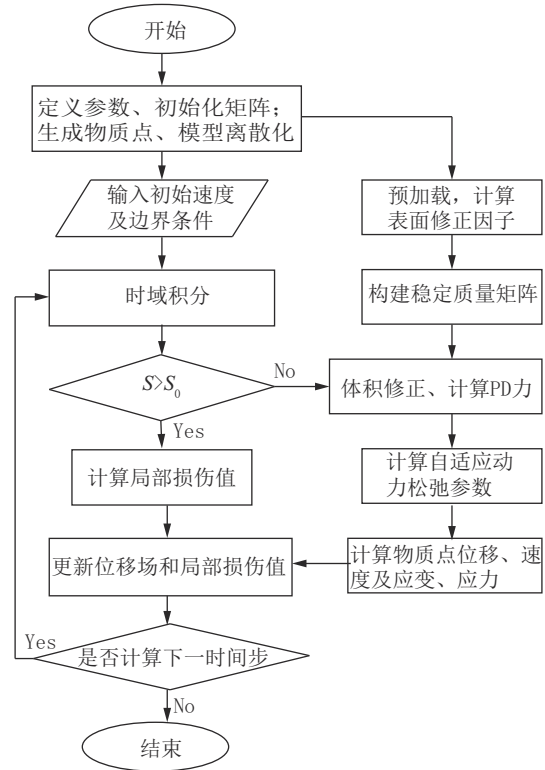 开始
定义参数、初始化矩阵；
生成物质点、模型离散化
输入初始速度
及边界条件
预加载，计算
表面修正因子
时域积分
构建稳定质量矩阵
S>S0
No
体积修正、计算PD力
Yes
计算局部损伤值
计算自适应动
力松弛参数
更新位移场和局部损伤值
计算物质点位移、速
度及应变、应力
Yes
是否计算下一时间步
No
结束